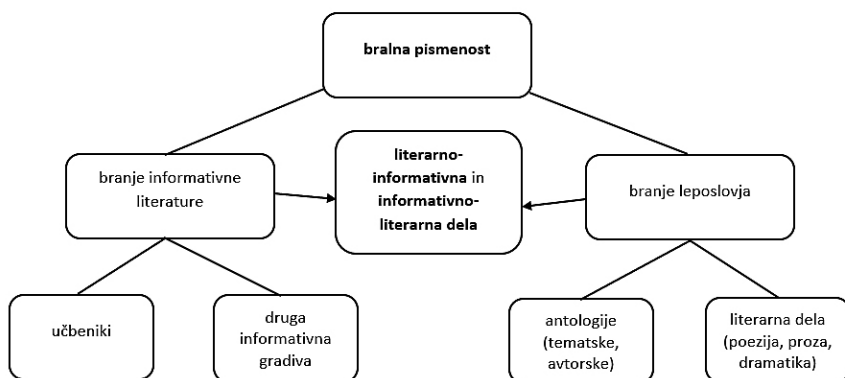 bralna pismenost
branje informativne
literature
literarno-
informativna in
informativno-
literarna dela
branje leposlovja
učbeniki
druga
informativna
gradiva
antologije
(tematske,
avtorske)
literarna dela
(poezija, proza,
dramatika)